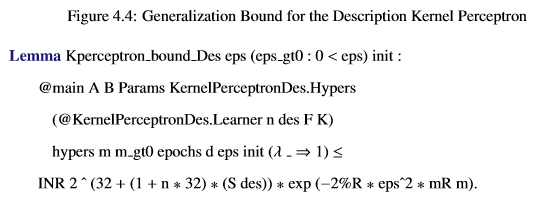 Figure 4.4: Generalization Bound for the Description Kernel Perceptron
Lemma Kperceptron_bound_Des eps (eps_gt0 : 0 < eps) init :
@main A B Params KernelPerceptronDes.Hypers
(@KernelPerceptronDes.Learner n des F K)
hypers m m_gt0 epochs d eps init (λ _ ⇒ 1) ≤
INR 2 ^ (32 + (1 + n * 32) * (S des)) * exp (−2%R * eps^2 * mR m).